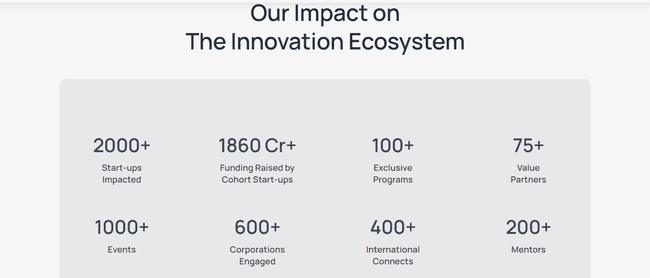 Our Impact on
The Innovation Ecosystem
2000+
Start-ups
Impacted
1860 Cr+
Funding Raised by
Cohort Start-ups
100+
Exclusive
Programs
75+
Value
Partners
1000+
Events
600+
Corporations
Engaged
400+
International
Connects
200+
Mentors